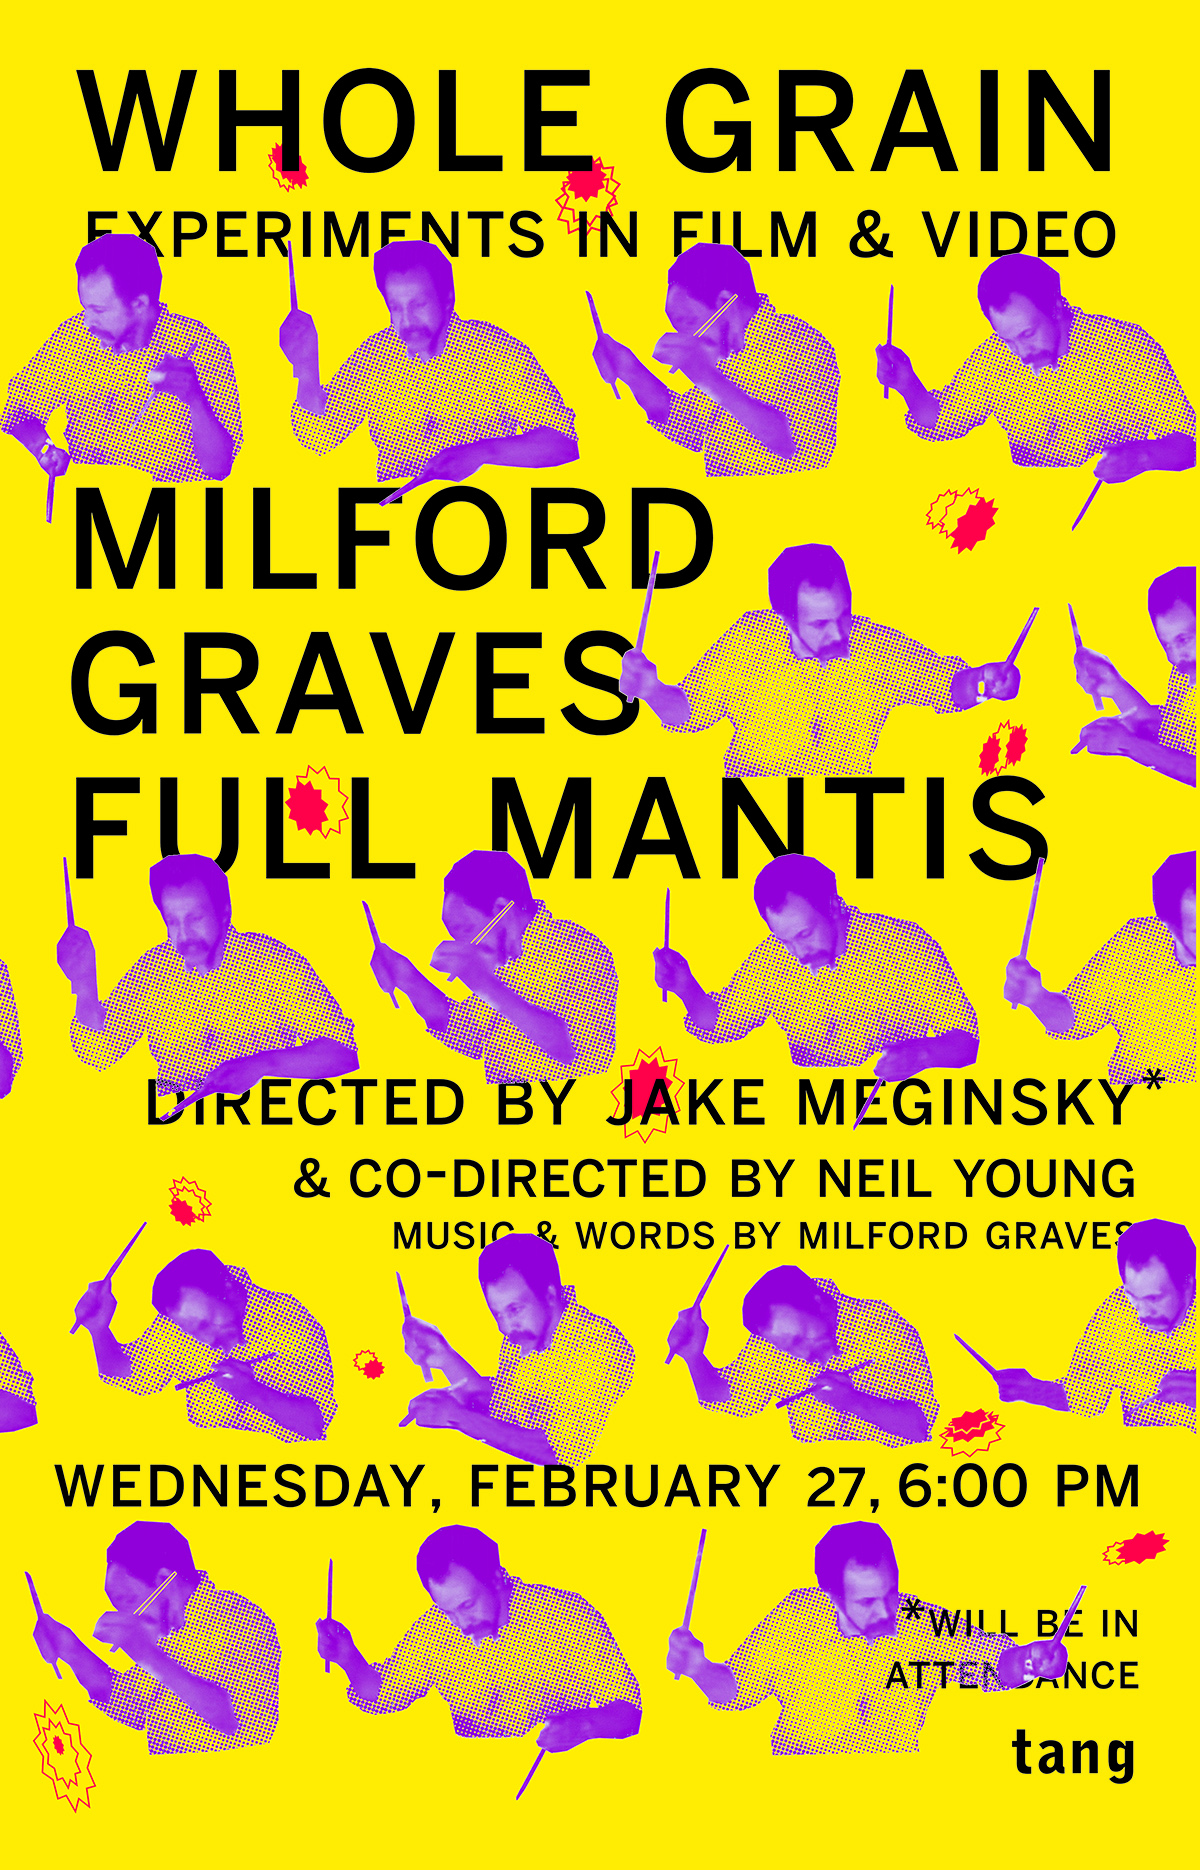 WHOLE GRAIN
EXPERIMENTS IN FILM & VIDEO
MILFORD
GRAVES
FULL MANTIS
DIRECTED BY JAKE MEGINSKY*
& CO-DIRECTED BY NEIL YOUNG
MUSIC & WORDS BY MILFORD GRAVES
WEDNESDAY, FEBRUARY 27, 6:00 PM
*WILL BE IN
ATTENDANCE
tang